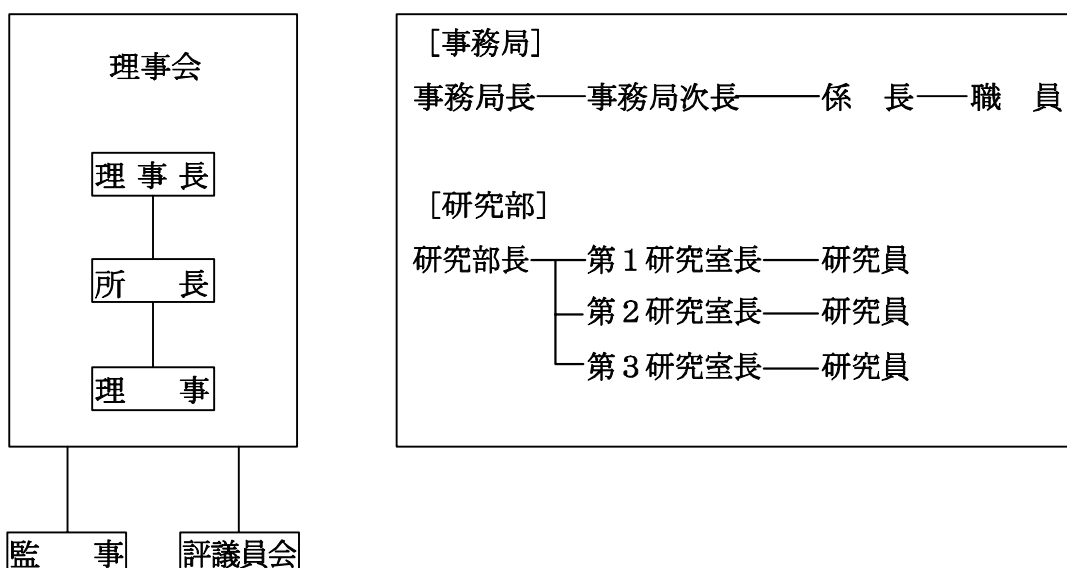 理事会
理事長
所　長
理　事
監　事
評議員会
［事務局］
事務局長 事務局次長 係　長 職　員
［研究部］
研究部長 第１研究室長 研究員
第２研究室長 研究員
第３研究室長 研究員